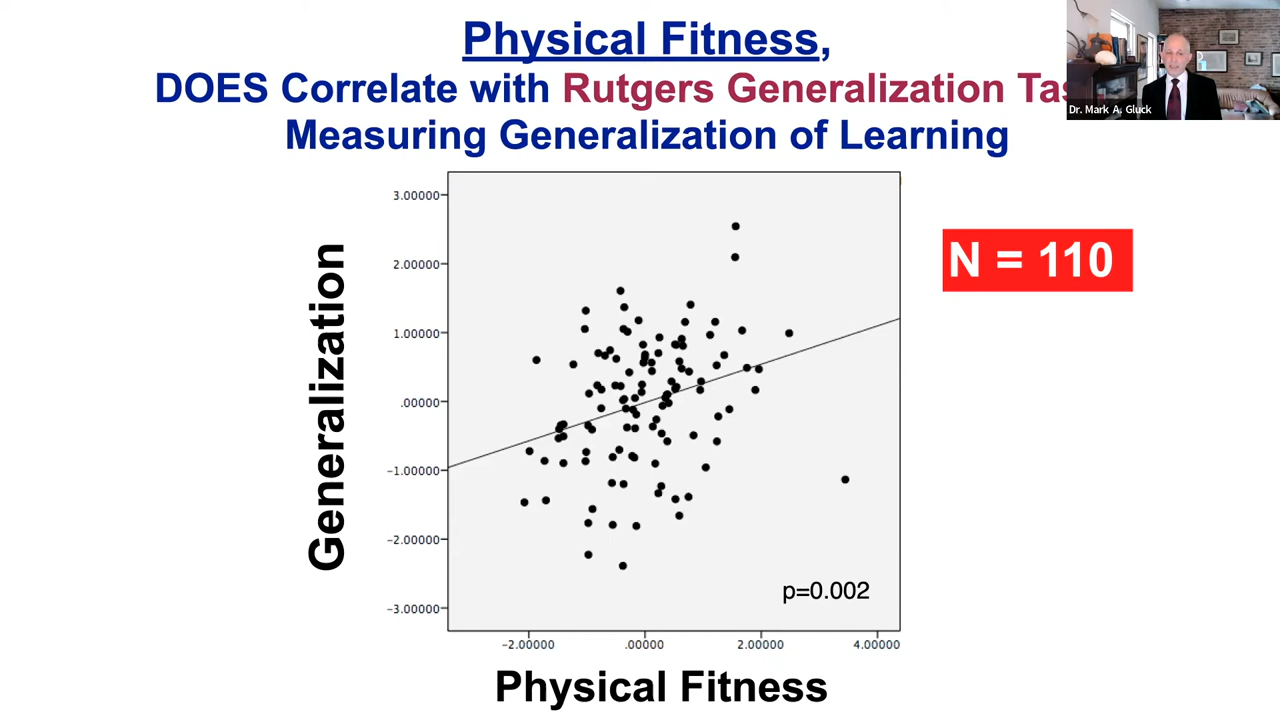 Physical Fitness,
DOES Correlate with Rutgers Generalization Tas
Measuring Generalization of Learning
Dr. Mark A. Gluck
N = 110
Generalization
3.00000
2.00000
1.00000
.00000
-1.00000
-2.00000
-3.00000
p=0.002
-2.00000 .00000 2.00000 4.00000
Physical Fitness